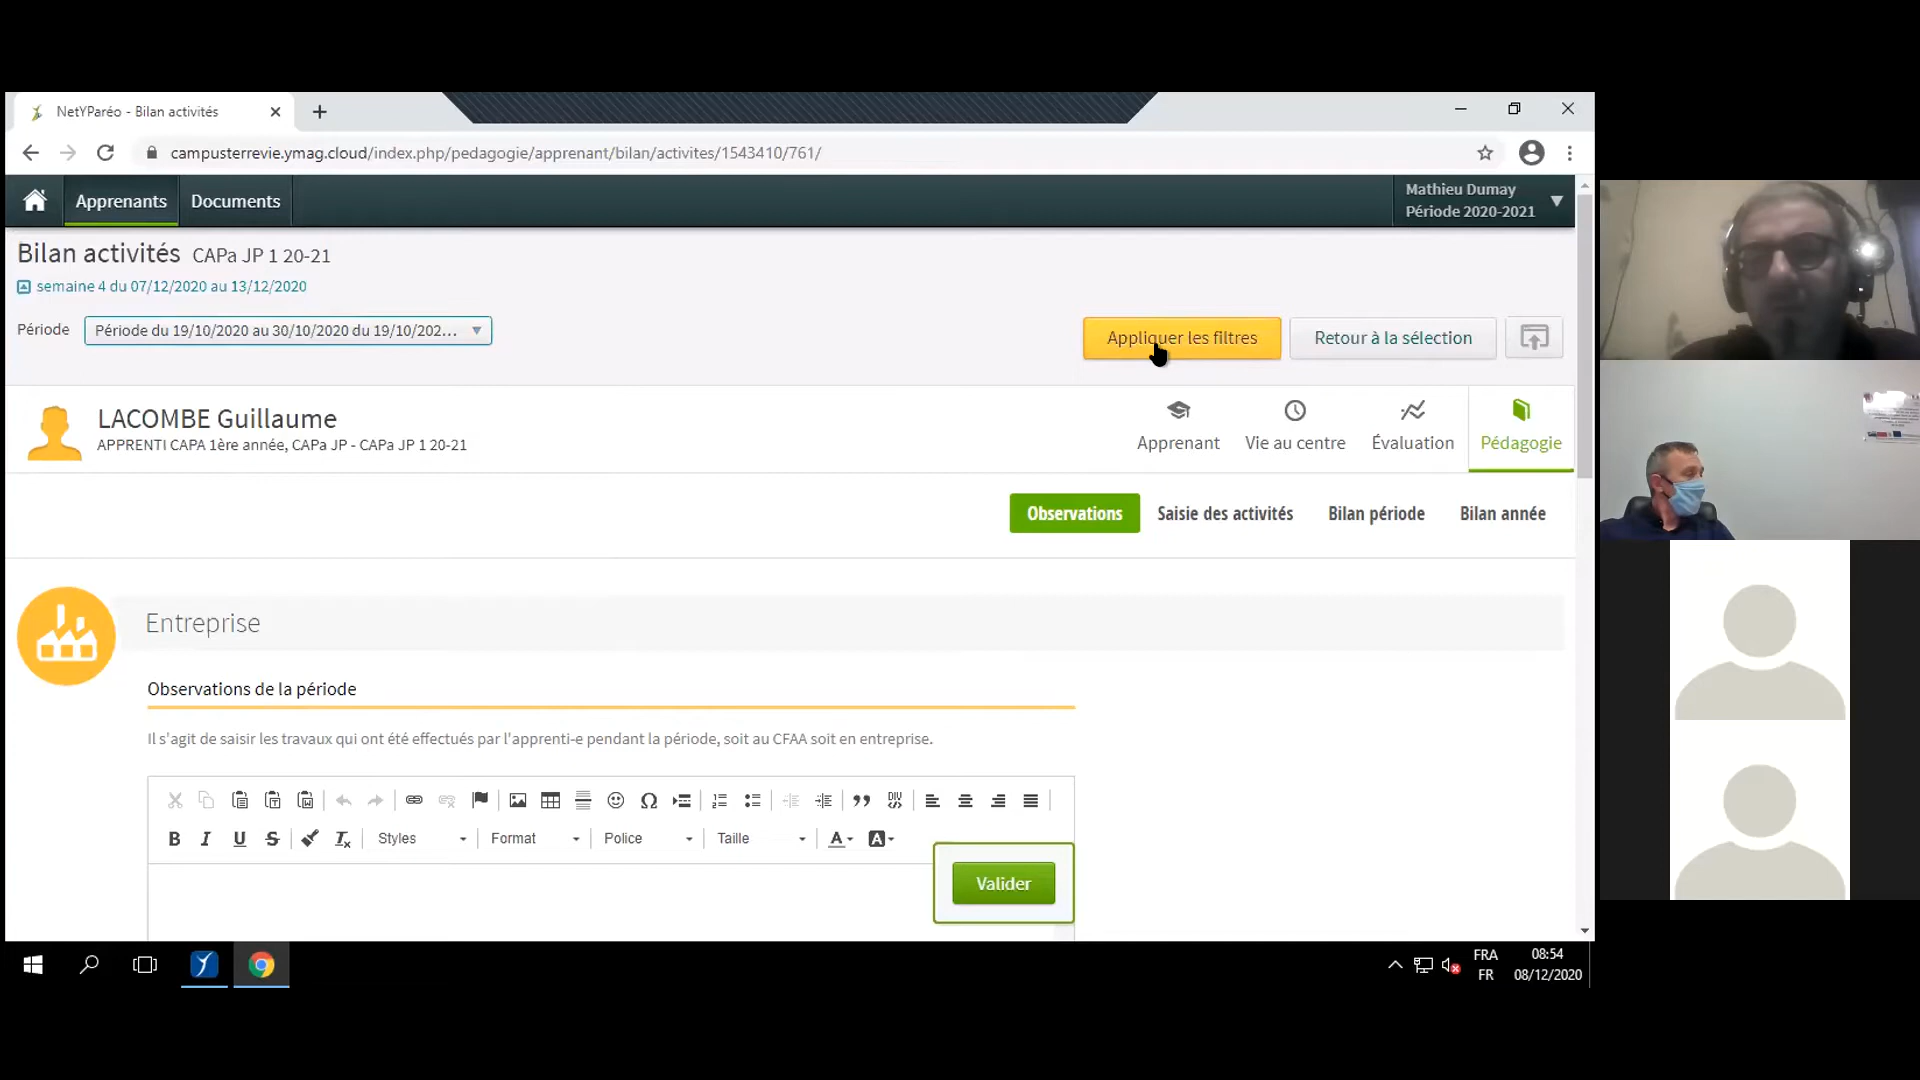 NetYParéo - Bilan activités
campusterrevie.ymag.cloud/index.php/pedagogie/apprenant/bilan/activites/1543410/761/
Apprenants Documents
Mathieu Dumay
Période 2020-2021
Bilan activités CAPa JP 1 20-21
semaine 4 du 07/12/2020 au 13/12/2020
Période Période du 19/10/2020 au 30/10/2020 du 19/10/202...
Appliquer les filtres Retour à la sélection
LACOMBE Guillaume
APPRENTI CAPA 1ère année, CAPa JP - CAPa JP 1 20-21
Apprenant Vie au centre Évaluation Pédagogie
Observations Saisie des activités Bilan période Bilan année
Entreprise
Observations de la période
Il s'agit de saisir les travaux qui ont été effectués par l'apprenti-e pendant la période, soit au CFAA soit en entreprise.
Styles Format Police Taille
Valider
FRA 08:54
FR 08/12/2020